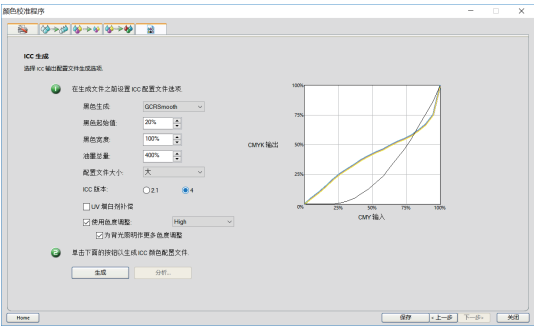 颜色校准程序
ICC 生成
选择 ICC 输出配置文件生成选项.
1 在生成文件之前设置 ICC 配置文件选项.
黑色生成: GCRSmooth
黑色起始值: 20%
黑色宽度: 100%
油墨总量: 400%
配置文件大小: 大
ICC 版本: 2.1 4
UV 增白剂补偿
使用色度调整: High
为背光照明作更多色度调整
2 单击下面的按钮以生成 ICC 颜色配置文件.
生成 分析...
100%
75%
CMYK 输出 50%
25%
0% 25% 50% 75% 100%
CMY 输入
Home 保存 < 上一步 下一步> 关闭